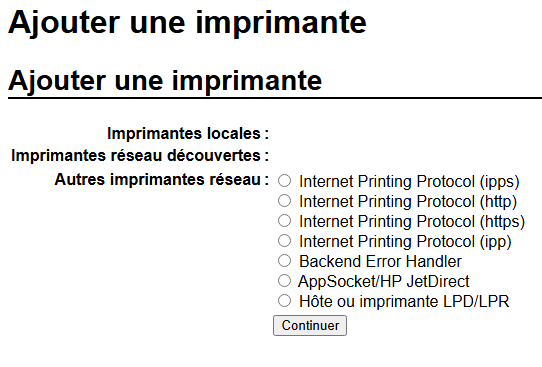 Ajouter une imprimante
Ajouter une imprimante
Imprimantes locales :
Imprimantes réseau découvertes :
Autres imprimantes réseau : Internet Printing Protocol (ipps)
Internet Printing Protocol (http)
Internet Printing Protocol (https)
Internet Printing Protocol (ipp)
Backend Error Handler
AppSocket/HP JetDirect
Hôte ou imprimante LPD/LPR
Continuer